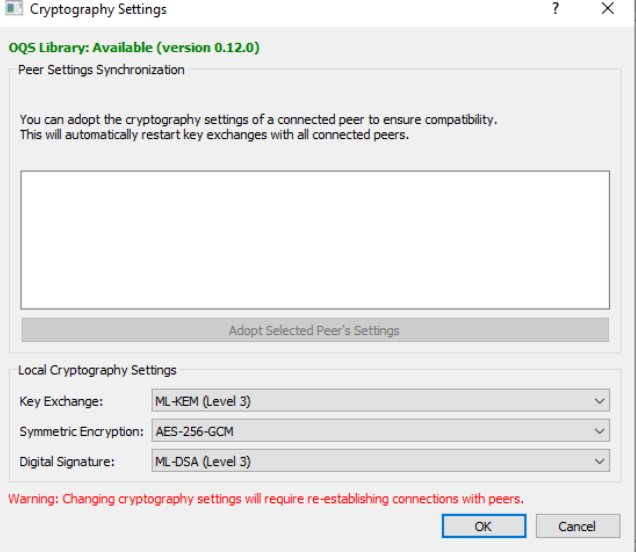 Cryptography Settings
?
OQS Library: Available (version 0.12.0)
Peer Settings Synchronization
You can adopt the cryptography settings of a connected peer to ensure compatibility.
This will automatically restart key exchanges with all connected peers.
Adopt Selected Peer's Settings
Local Cryptography Settings
Key Exchange: ML-KEM (Level 3)
Symmetric Encryption: AES-256-GCM
Digital Signature: ML-DSA (Level 3)
Warning: Changing cryptography settings will require re-establishing connections with peers.
OK Cancel